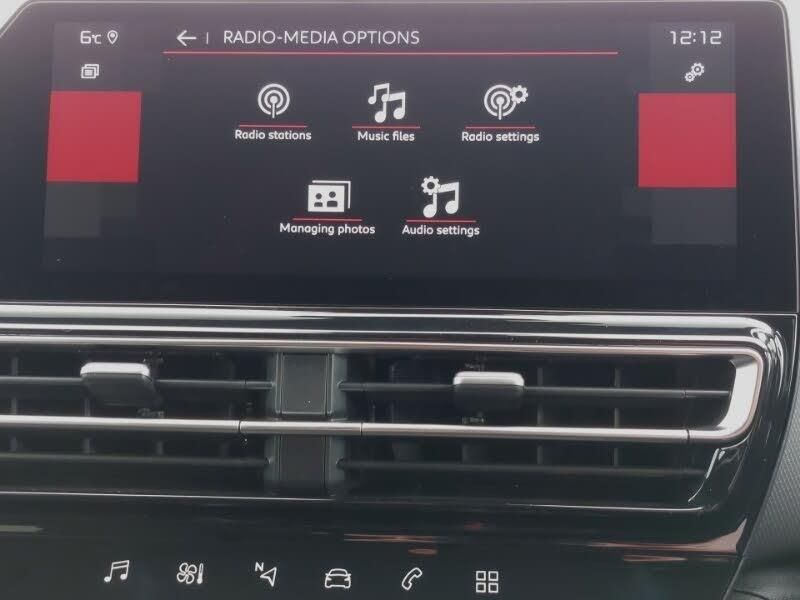 6°C
RADIO-MEDIA OPTIONS
12:12
Radio stations
Music files
Radio settings
Managing photos
Audio settings
N